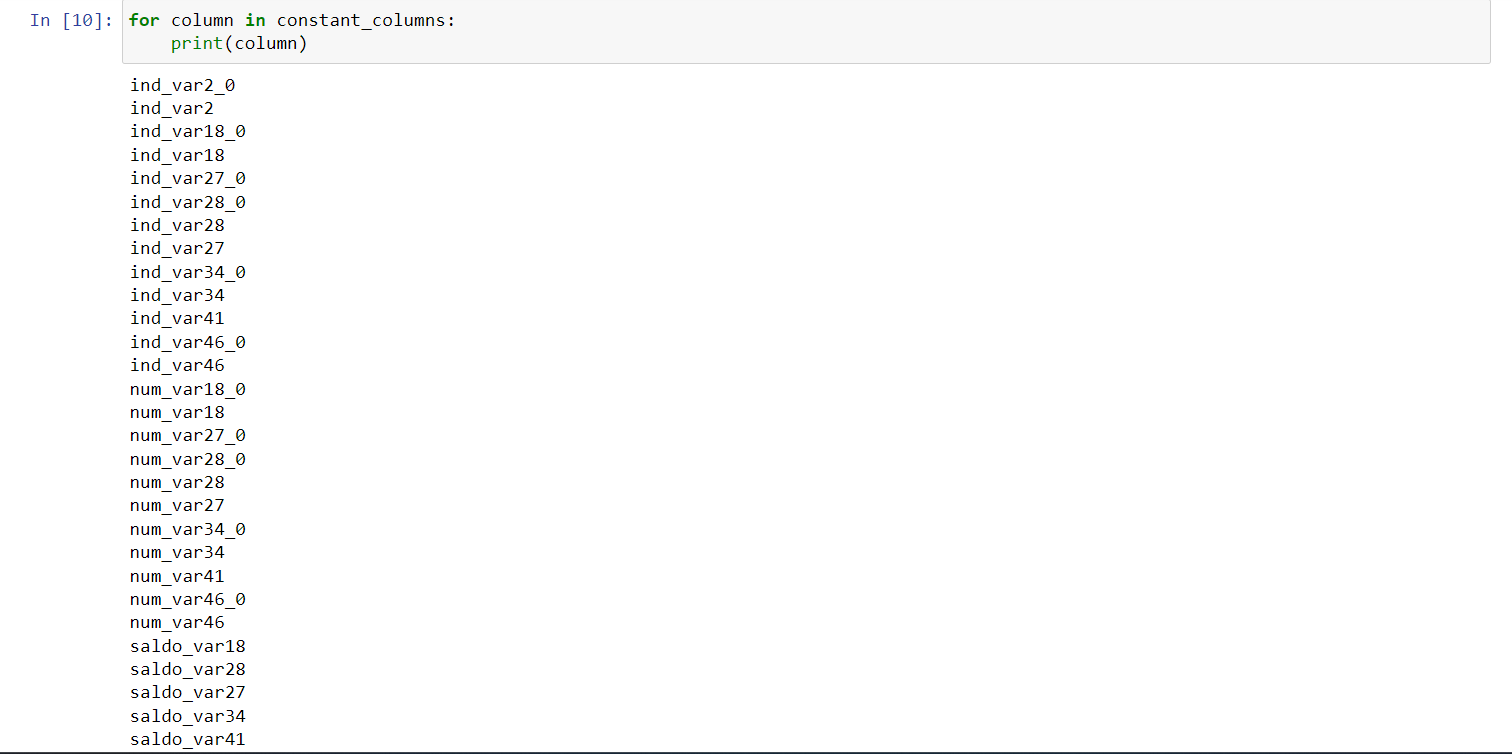 In [10]: for column in constant_columns:
    print(column)
ind_var2_0
ind_var2
ind_var18_0
ind_var18
ind_var27_0
ind_var28_0
ind_var28
ind_var27
ind_var34_0
ind_var34
ind_var41
ind_var46_0
ind_var46
num_var18_0
num_var18
num_var27_0
num_var28_0
num_var28
num_var27
num_var34_0
num_var34
num_var41
num_var46_0
num_var46
saldo_var18
saldo_var28
saldo_var27
saldo_var34
saldo_var41